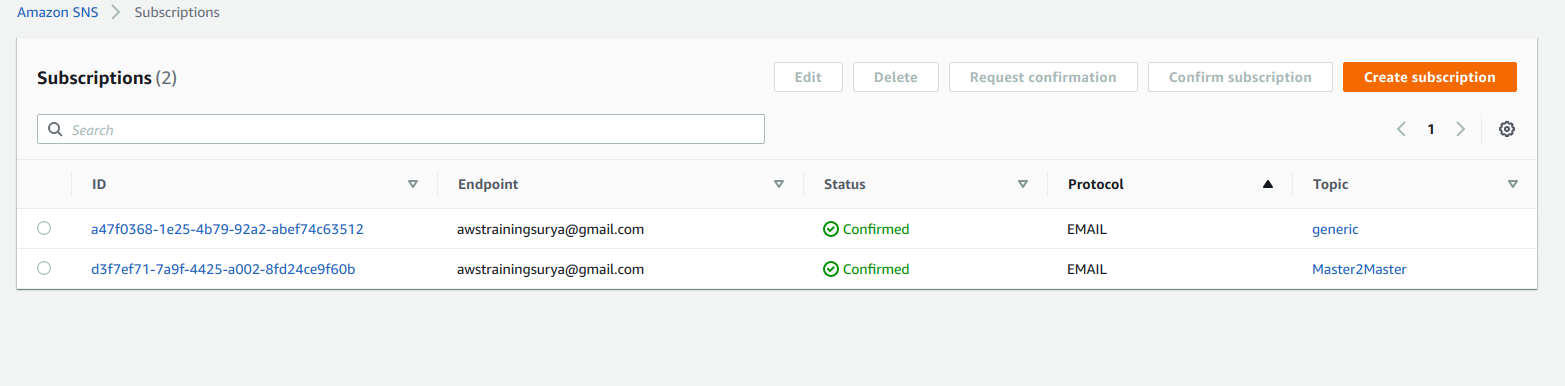 Amazon SNS > Subscriptions
Subscriptions (2) Edit Delete Request confirmation Confirm subscription Create subscription
Search 1
ID Endpoint Status Protocol Topic
a47f0368-1e25-4b79-92a2-abef74c63512 awstrainingsurya@gmail.com Confirmed EMAIL generic
d3f7ef71-7a9f-4425-a002-8fd24ce9f60b awstrainingsurya@gmail.com Confirmed EMAIL Master2Master